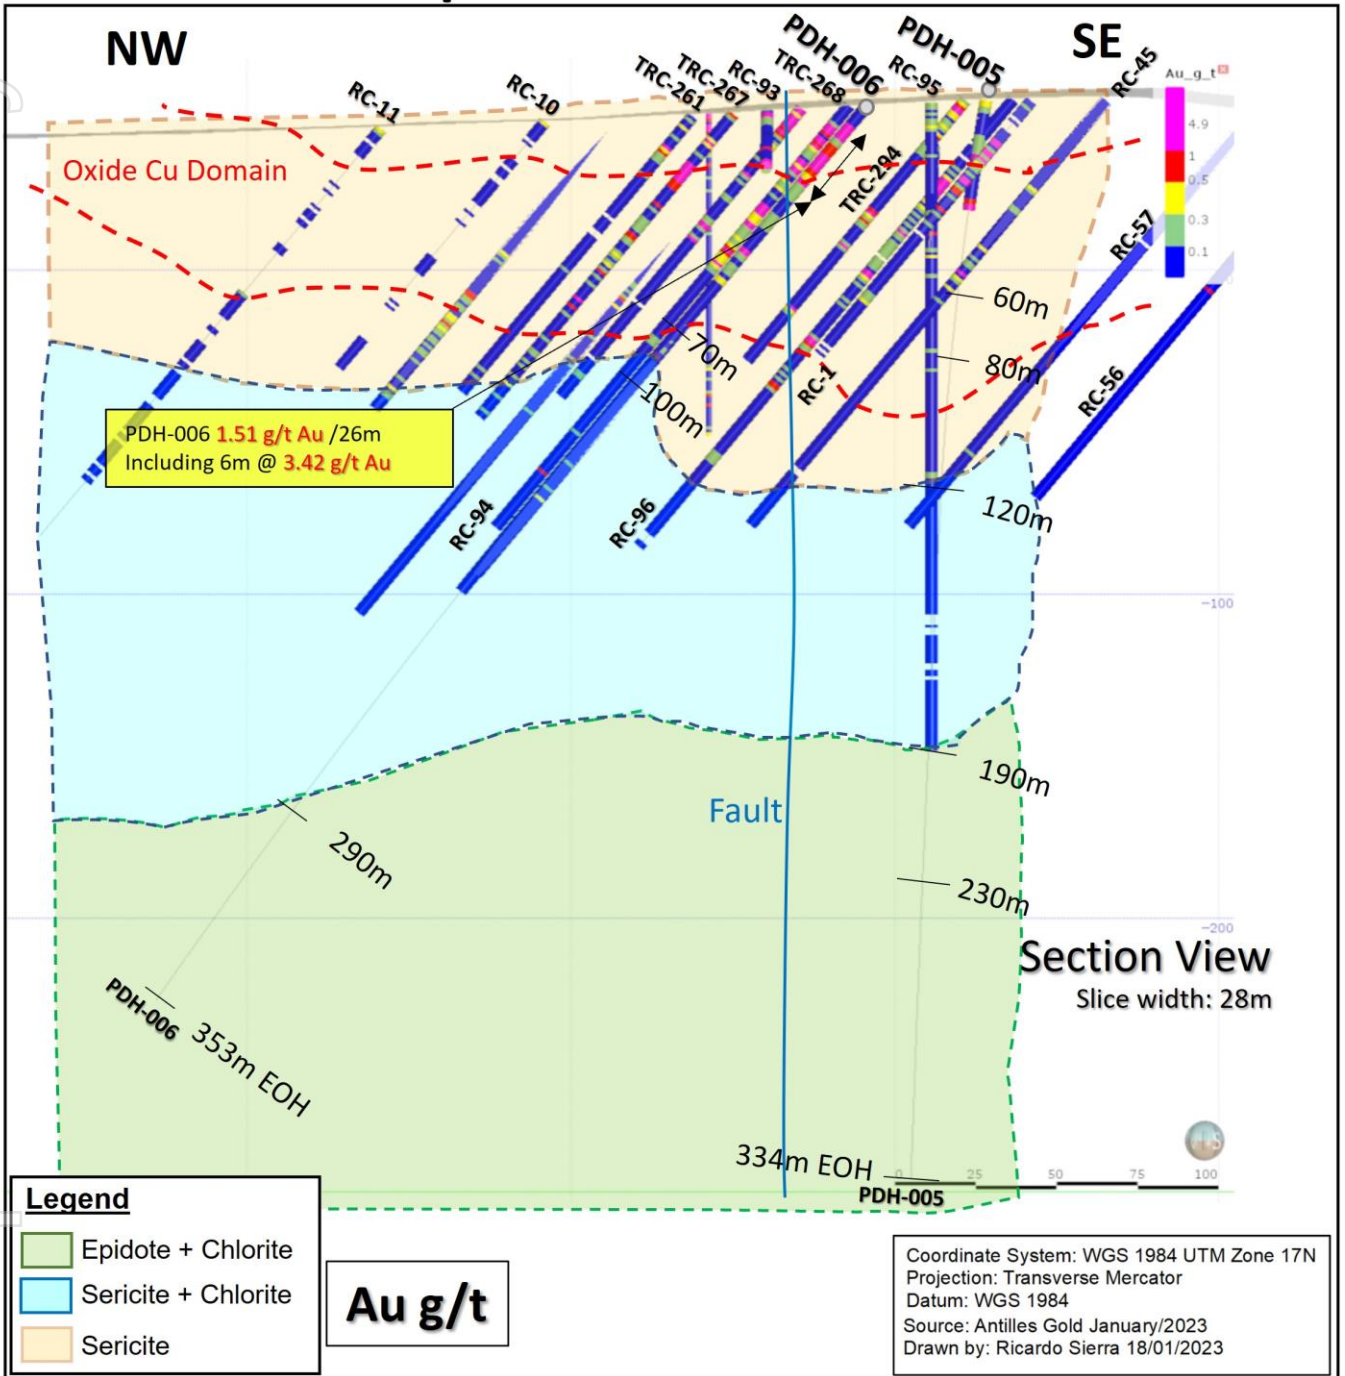 NW
SE
RC-11
RC-10
TRC-261
TRC-267
RC-93
TRC-268
PDH-006
RC-95
PDH-005
RC-45
Au_g_t
4.9
1
0.5
0.3
0.1
Oxide Cu Domain
TRC-294
RC-57
60m
70m
80m
RC-1
RC-56
100m
PDH-006 1.51 g/t Au /26m
Including 6m @ 3.42 g/t Au
RC-94
RC-96
120m
-100
190m
Fault
290m
230m
-200
Section View
Slice width: 28m
PDH-006
353m EOH
334m EOH
PDH-005
0 25 50 75 100
Legend
Epidote + Chlorite
Sericite + Chlorite
Sericite
Au g/t
Coordinate System: WGS 1984 UTM Zone 17N
Projection: Transverse Mercator
Datum: WGS 1984
Source: Antilles Gold January/2023
Drawn by: Ricardo Sierra 18/01/2023